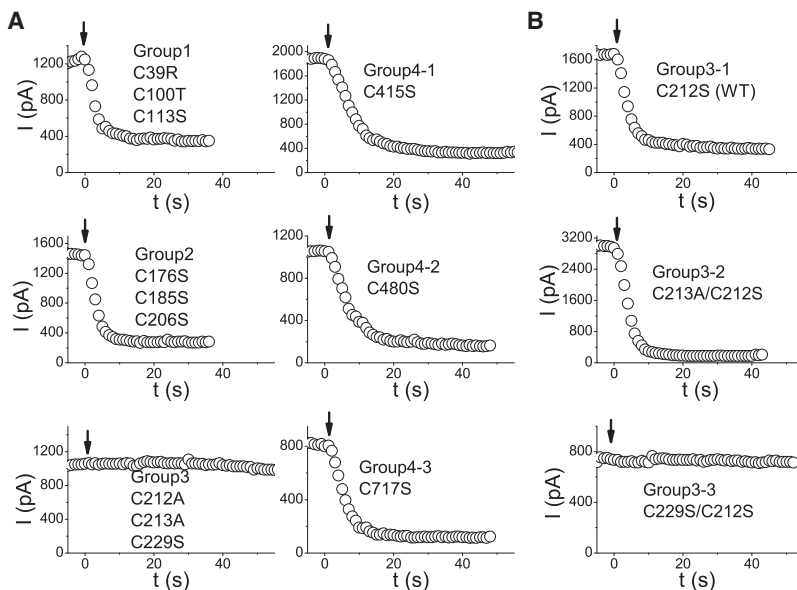 A
B
I (pA)
1200
800
400
0
Group1
C39R
C100T
C113S
0 20 40
t (s)
2000
1600
1200
800
400
0
Group4-1
C415S
0 20 40
t (s)
I (pA)
1600
1200
800
400
0
Group3-1
C212S (WT)
0 20 40
t (s)
I (pA)
1600
1200
800
400
0
Group2
C176S
C185S
C206S
0 20 40
t (s)
1200
800
400
0
Group4-2
C480S
0 20 40
t (s)
I (pA)
3200
2400
1600
800
0
Group3-2
C213A/C212S
0 20 40
t (s)
I (pA)
1200
800
400
0
Group3
C212A
C213A
C229S
0 20 40
t (s)
800
400
0
Group4-3
C717S
0 20 40
t (s)
I (pA)
800
400
0
Group3-3
C229S/C212S
0 20 40
t (s)